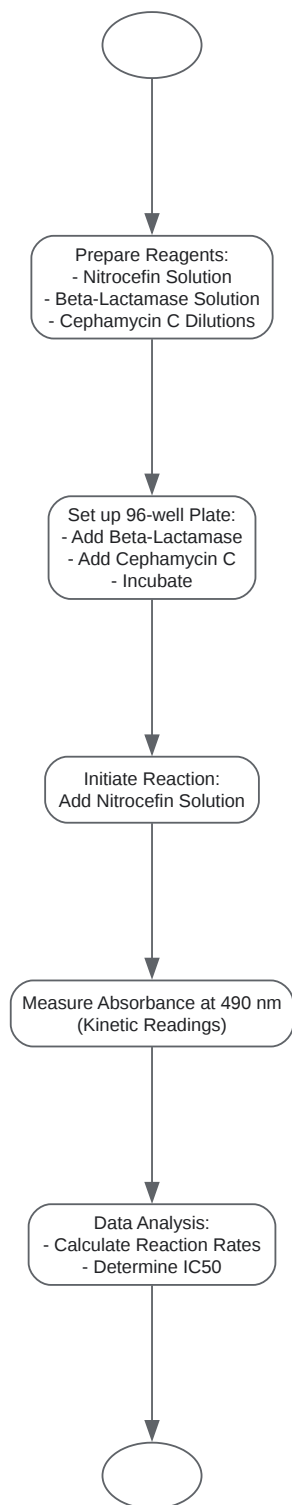 Prepare Reagents:
- Nitrocefin Solution
- Beta-Lactamase Solution
- Cephamycin C Dilutions
Set up 96-well Plate:
- Add Beta-Lactamase
- Add Cephamycin C
- Incubate
Initiate Reaction:
Add Nitrocefin Solution
Measure Absorbance at 490 nm
(Kinetic Readings)
Data Analysis:
- Calculate Reaction Rates
- Determine IC50